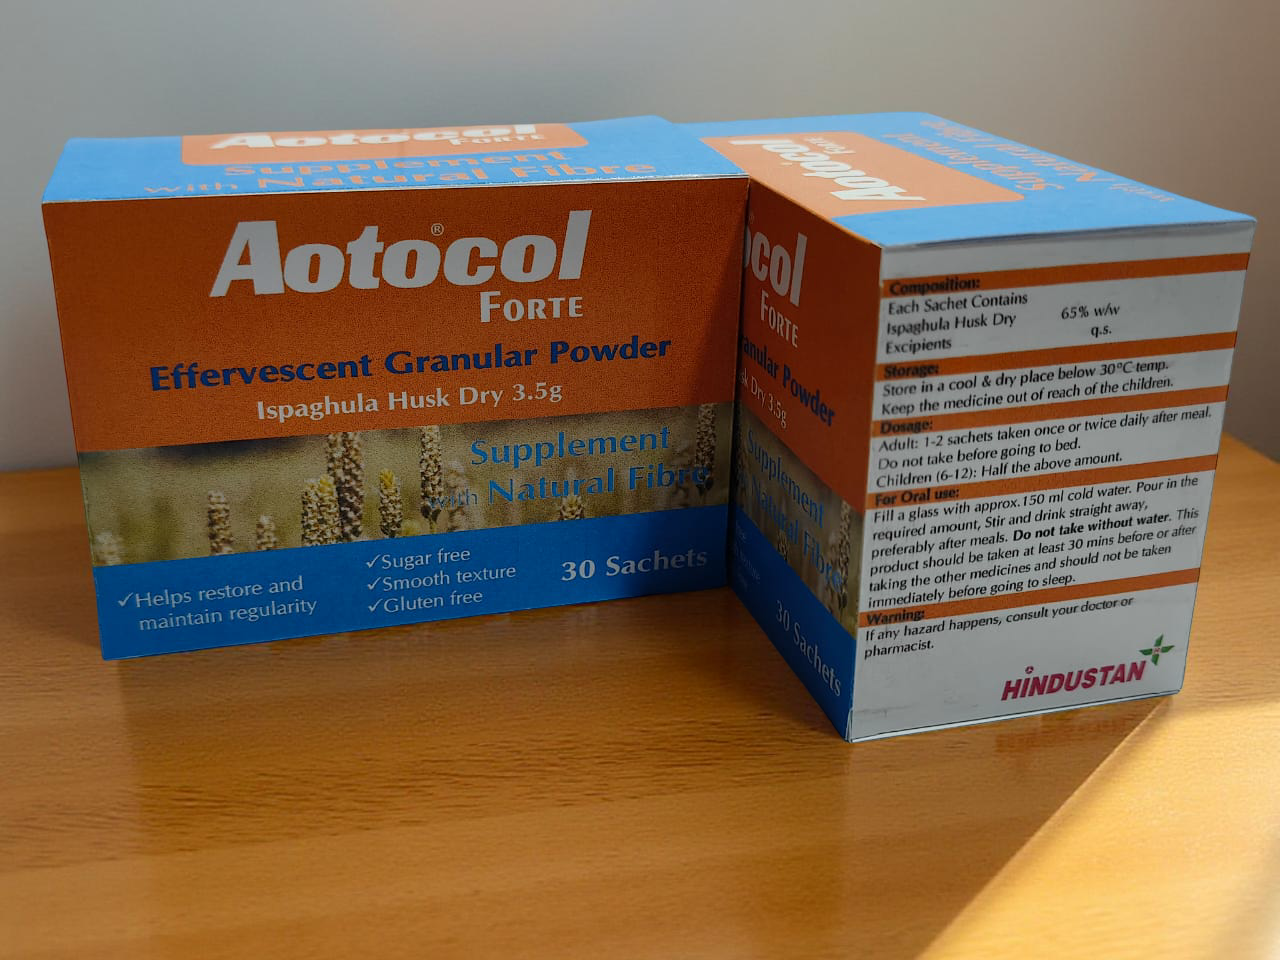 Aotocol
FORTE
Supplement
with Natural Fibre
Aotocol®
FORTE
Effervescent Granular Powder
Ispaghula Husk Dry 3.5g
Supplement
with Natural Fibre
✓Helps restore and
maintain regularity
✓Sugar free
✓Smooth texture
✓Gluten free
30 Sachets
Aotocol
FORTE
Supplement
with Natural Fibre
ocol
FORTE
anular Powder
sk Dry 3.5g
Supplement
Natural Fibre
30 Sachets
Composition:
Each Sachet Contains
Ispaghula Husk Dry 65% w/w
Excipients q.s.
Storage:
Store in a cool & dry place below 30°C temp.
Keep the medicine out of reach of the children.
Dosage:
Adult: 1-2 sachets taken once or twice daily after meal.
Do not take before going to bed.
Children (6-12): Half the above amount.
For Oral use:
Fill a glass with approx.150 ml cold water. Pour in the
required amount, Stir and drink straight away,
preferably after meals. Do not take without water. This
product should be taken at least 30 mins before or after
taking the other medicines and should not be taken
immediately before going to sleep.
Warning:
If any hazard happens, consult your doctor or
pharmacist.
HINDUSTAN